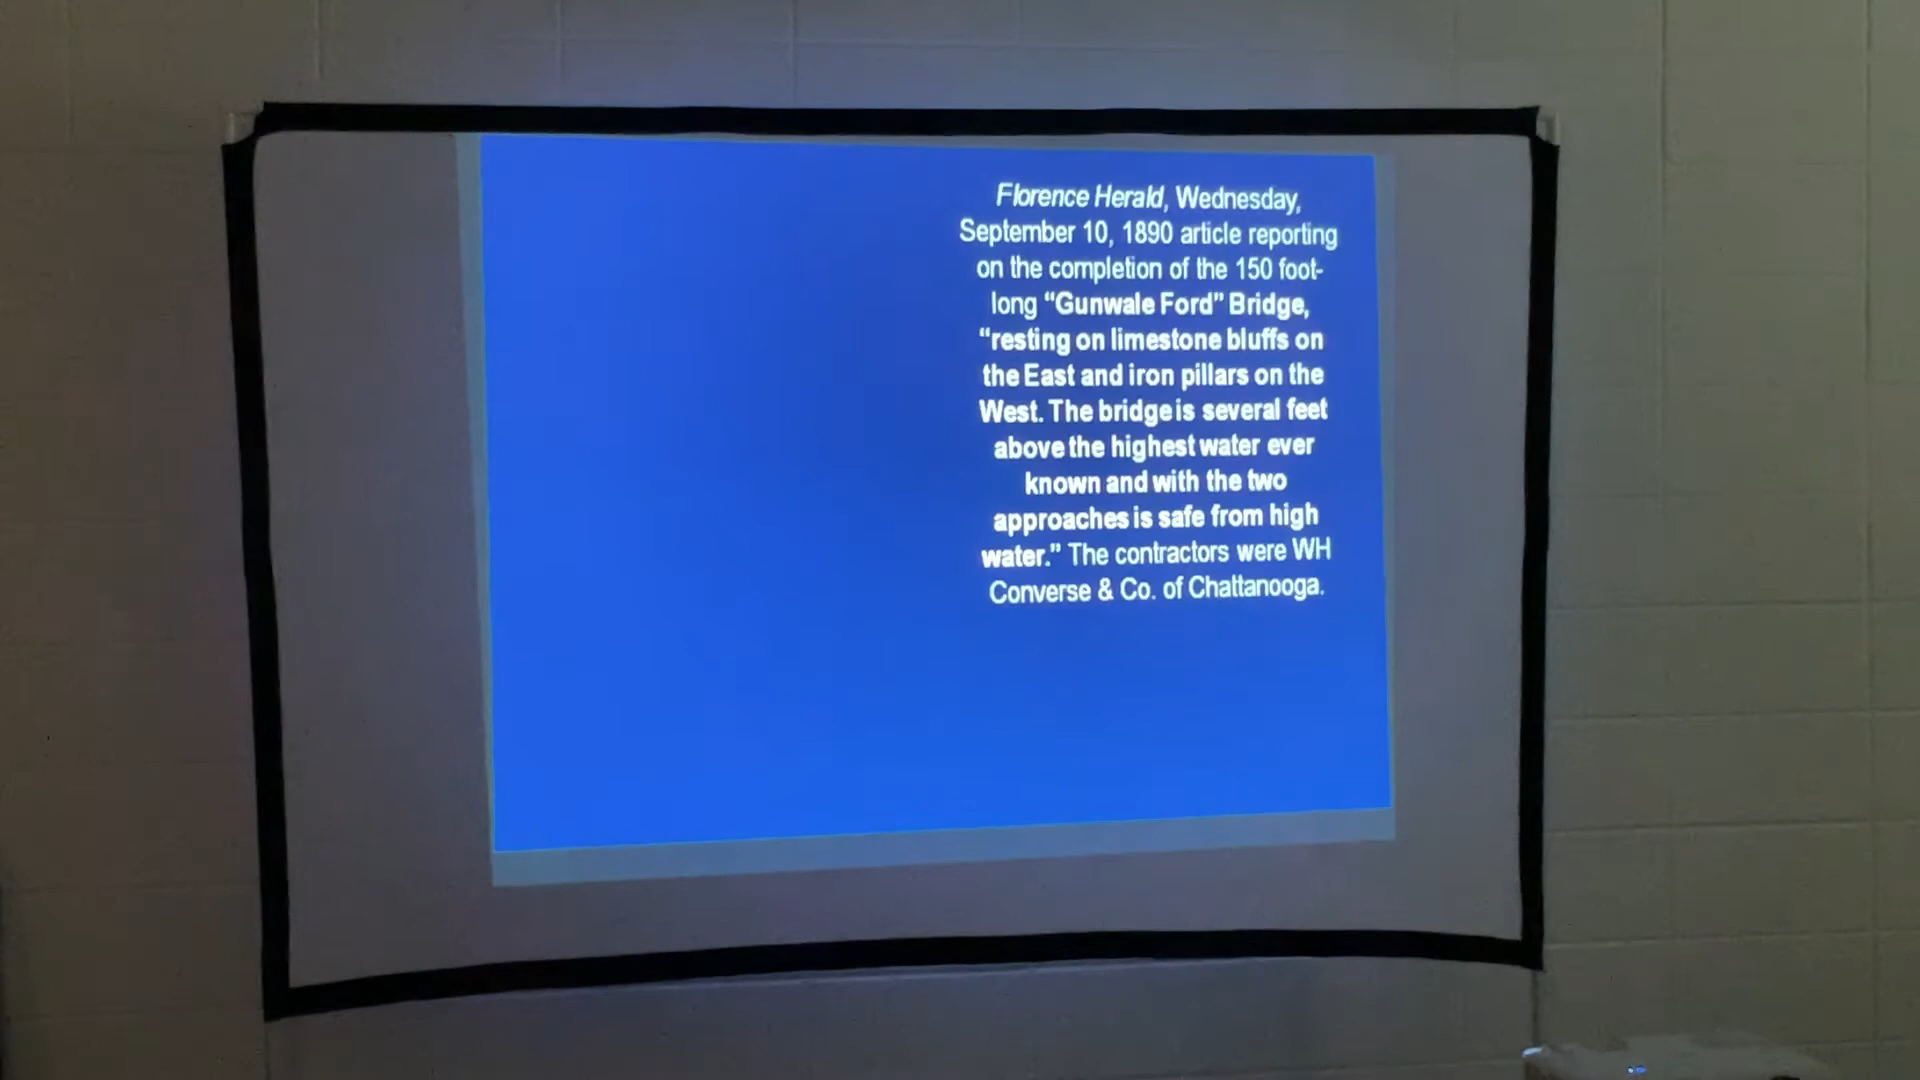 Florence Herald, Wednesday,
September 10, 1890 article reporting
on the completion of the 150 foot-
long “Gunwale Ford” Bridge,
“resting on limestone bluffs on
the East and iron pillars on the
West. The bridge is several feet
above the highest water ever
known and with the two
approaches is safe from high
water.” The contractors were WH
Converse & Co. of Chattanooga.